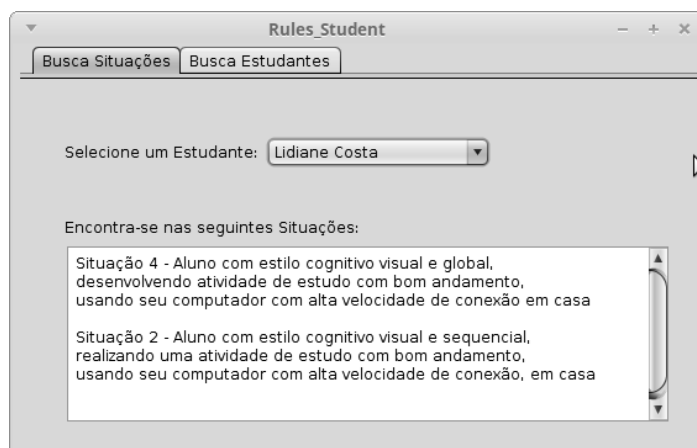 Rules_Student
Busca Situações Busca Estudantes
Selecione um Estudante: Lidiane Costa
Encontra-se nas seguintes Situações:
Situação 4 - Aluno com estilo cognitivo visual e global,
desenvolvendo atividade de estudo com bom andamento,
usando seu computador com alta velocidade de conexão em casa
Situação 2 - Aluno com estilo cognitivo visual e sequencial,
realizando uma atividade de estudo com bom andamento,
usando seu computador com alta velocidade de conexão, em casa